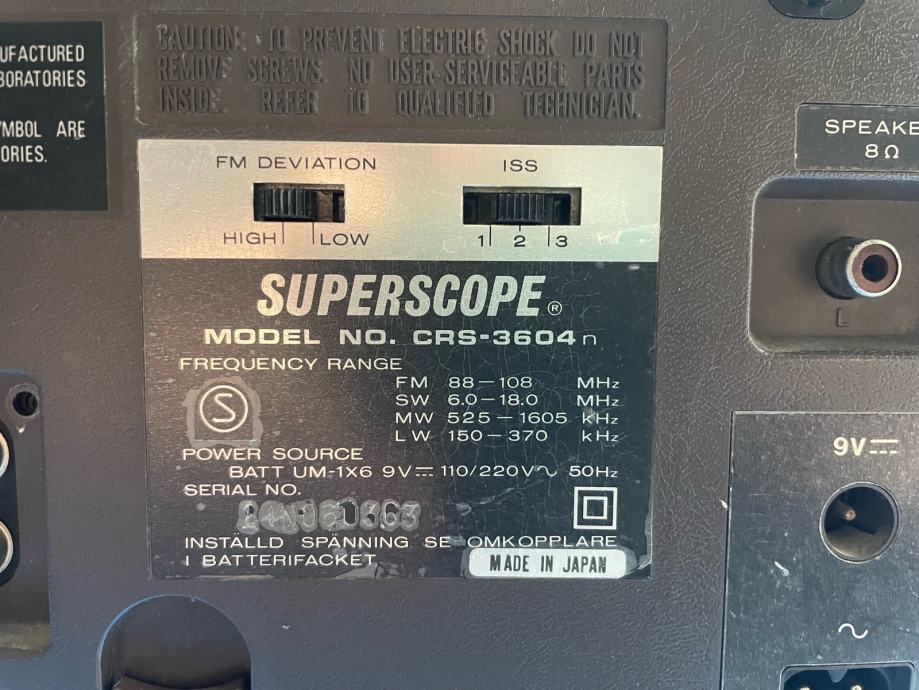 UFACTURED
BORATORIES
YMBOL ARE
ORIES.
CAUTION: TO PREVENT ELECTRIC SHOCK DO NOT
REMOVE SCREWS. NO USER-SERVICEABLE PARTS
INSIDE. REFER TO QUALIFIED TECHNICIAN.
FM DEVIATION
HIGH LOW
ISS
1 2 3
SPEAKE
8Ω
L
SUPERSCOPE®
MODEL NO. CRS-3604n
FREQUENCY RANGE
FM 88—108 MHz
SW 6.0—18.0 MHz
MW 525—1605 kHz
LW 150—370 kHz
S
POWER SOURCE
BATT UM-1X6 9V⎓ 110/220V∿ 50Hz
SERIAL NO.
INSTÄLLD SPÄNNING SE OMKOPPLARE
I BATTERIFACKET
MADE IN JAPAN
9V⎓
∿